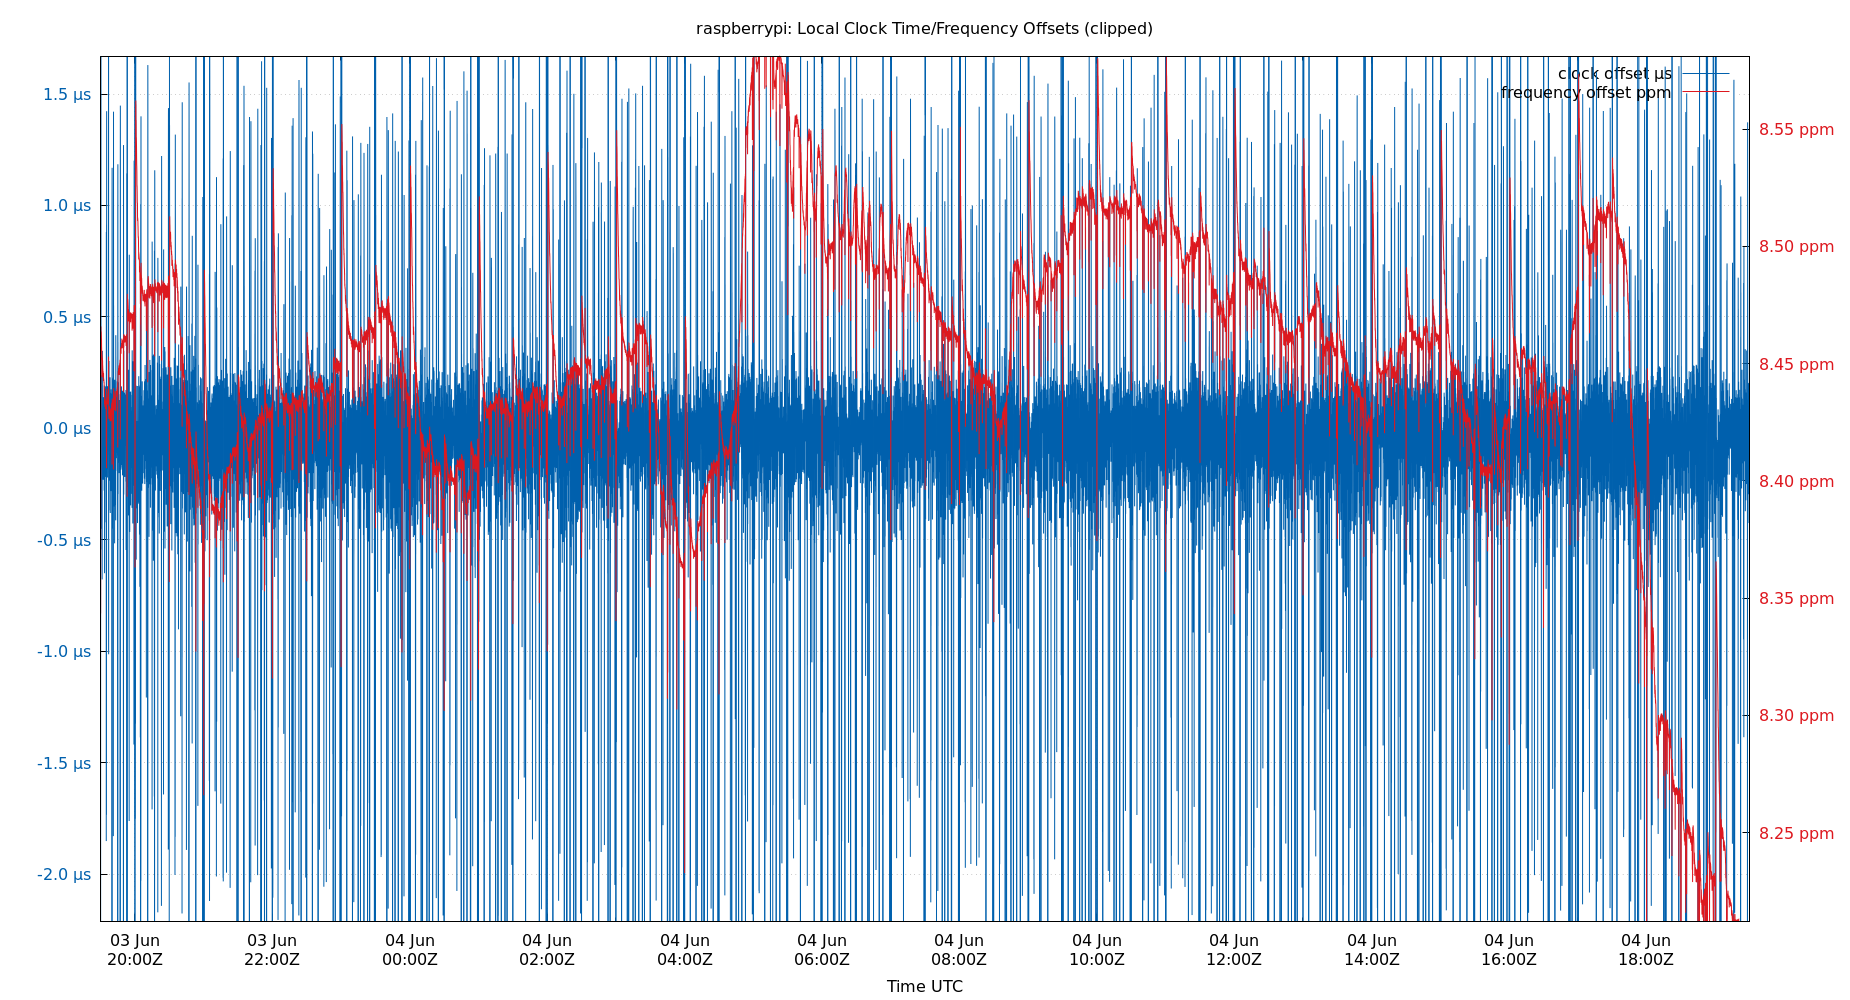 raspberrypi: Local Clock Time/Frequency Offsets (clipped)
clock offset µs
frequency offset ppm
1.5 µs
1.0 µs
0.5 µs
0.0 µs
-0.5 µs
-1.0 µs
-1.5 µs
-2.0 µs
8.55 ppm
8.50 ppm
8.45 ppm
8.40 ppm
8.35 ppm
8.30 ppm
8.25 ppm
03 Jun 03 Jun 04 Jun 04 Jun 04 Jun 04 Jun 04 Jun 04 Jun 04 Jun 04 Jun 04 Jun 04 Jun
20:00Z 22:00Z 00:00Z 02:00Z 04:00Z 06:00Z 08:00Z 10:00Z 12:00Z 14:00Z 16:00Z 18:00Z
Time UTC